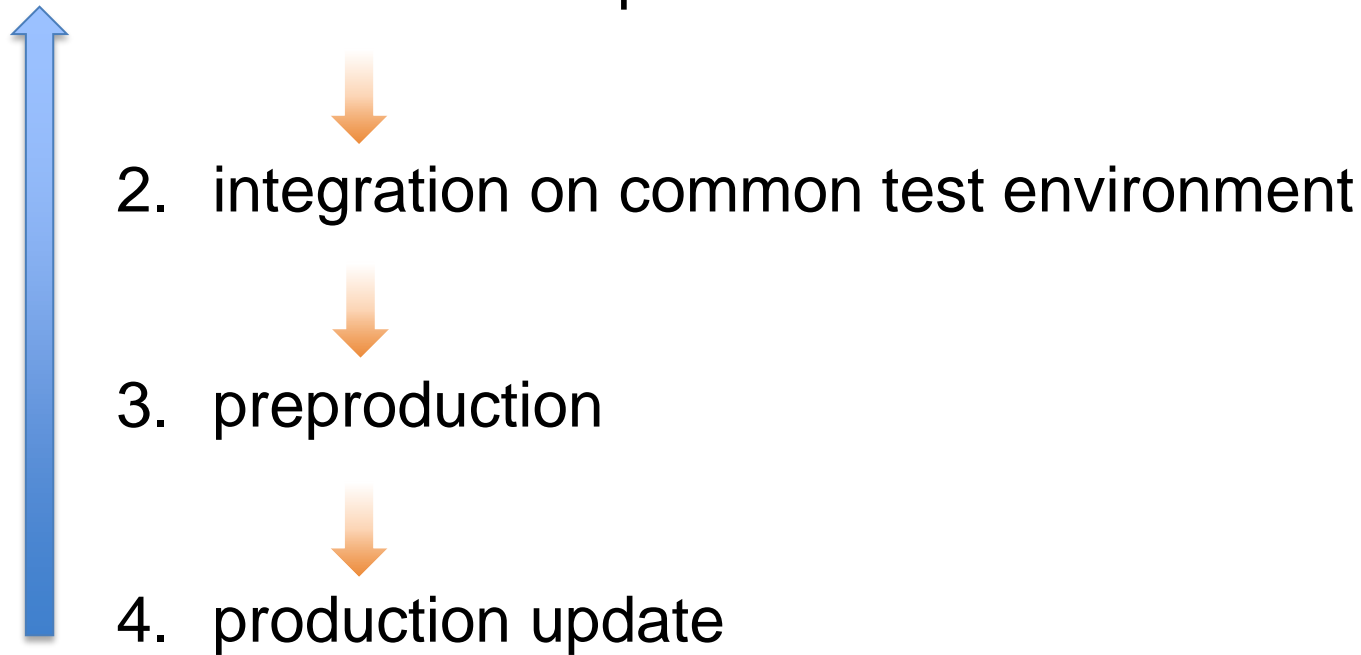 2. integration on common test environment
3. preproduction
4. production update